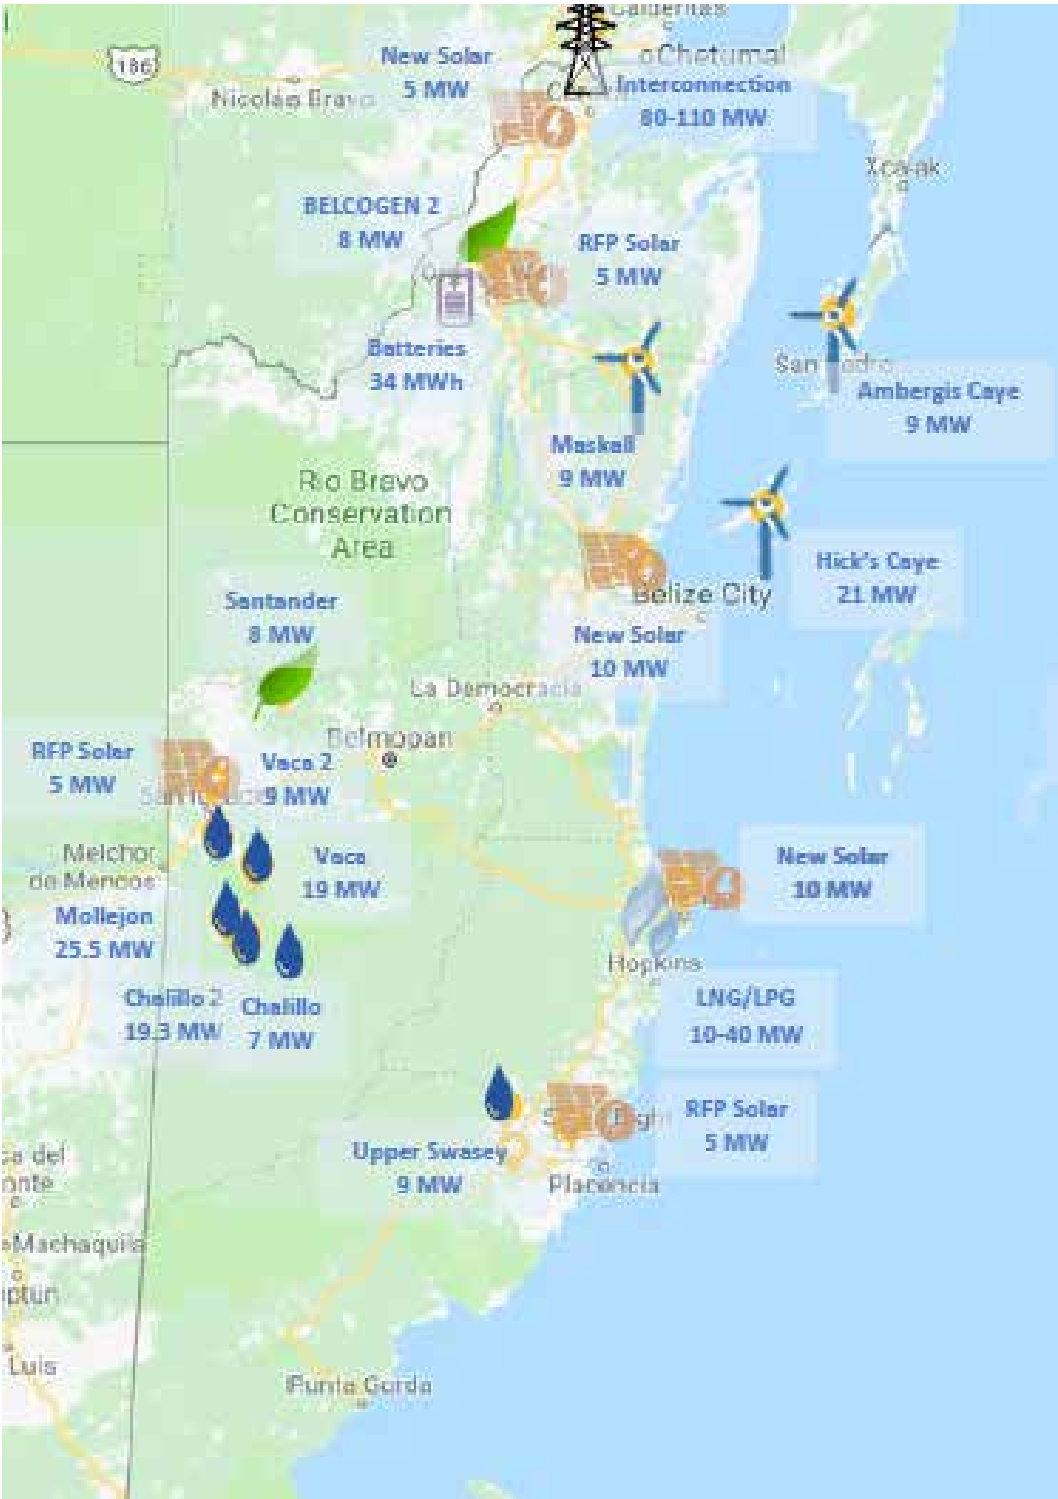 Calderitas
New Solar
5 MW
Chetumal
186
Interconnection
80-110 MW
Nicolas Bravo
Xcalak
BELCOGEN 2
8 MW
RFP Solar
5 MW
Batteries
34 MWh
San Pedro
Ambergis Caye
9 MW
Maskall
9 MW
Rio Bravo
Conservation
Area
Hick's Caye
21 MW
Belize City
Santander
8 MW
New Solar
10 MW
La Democracia
Belmopan
RFP Solar
5 MW
Vaca 2
9 MW
Melchor
de Mencos
Vaca
19 MW
New Solar
10 MW
Mollejon
25.5 MW
Hopkins
Chalillo 2
19.3 MW
Chalillo
7 MW
LNG/LPG
10-40 MW
RFP Solar
5 MW
Upper Swasey
9 MW
Placencia
Machaquila
Luis
Punta Gorda